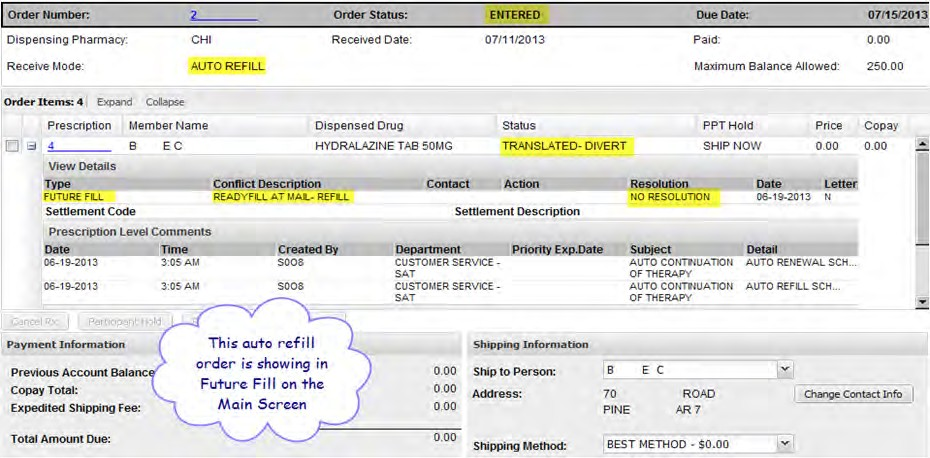 Order Number: 2 Order Status: ENTERED Due Date: 07/15/2013
Dispensing Pharmacy: CHI Received Date: 07/11/2013 Paid: 0.00
Receive Mode: AUTO REFILL Maximum Balance Allowed: 250.00
Order Items: 4 Expand Collapse
Prescription Member Name Dispensed Drug Status PPT Hold Price Copay
4 B E C HYDRALAZINE TAB 50MG TRANSLATED- DIVERT SHIP NOW 0.00 0.00
View Details
Type Conflict Description Contact Action Resolution Date Letter
FUTURE FILL READYFILL AT MAIL- REFILL NO RESOLUTION 06-19-2013 N
Settlement Code Settlement Description
Prescription Level Comments
Date Time Created By Department Priority Exp.Date Subject Detail
06-19-2013 3:05 AM S008 CUSTOMER SERVICE - AUTO CONTINUATION AUTO RENEWAL SCH...
SAT OF THERAPY
06-19-2013 3:05 AM S008 CUSTOMER SERVICE - AUTO CONTINUATION AUTO REFILL SCH...
SAT OF THERAPY
Cancel Rx Participant Hold
This auto refill
order is showing in
Future Fill on the
Main Screen
Payment Information
Previous Account Balance 0.00
Copay Total: 0.00
Expedited Shipping Fee: 0.00
Total Amount Due: 0.00
Shipping Information
Ship to Person: B E C
Address: 70 ROAD Change Contact Info
PINE AR 7
Shipping Method: BEST METHOD - $0.00